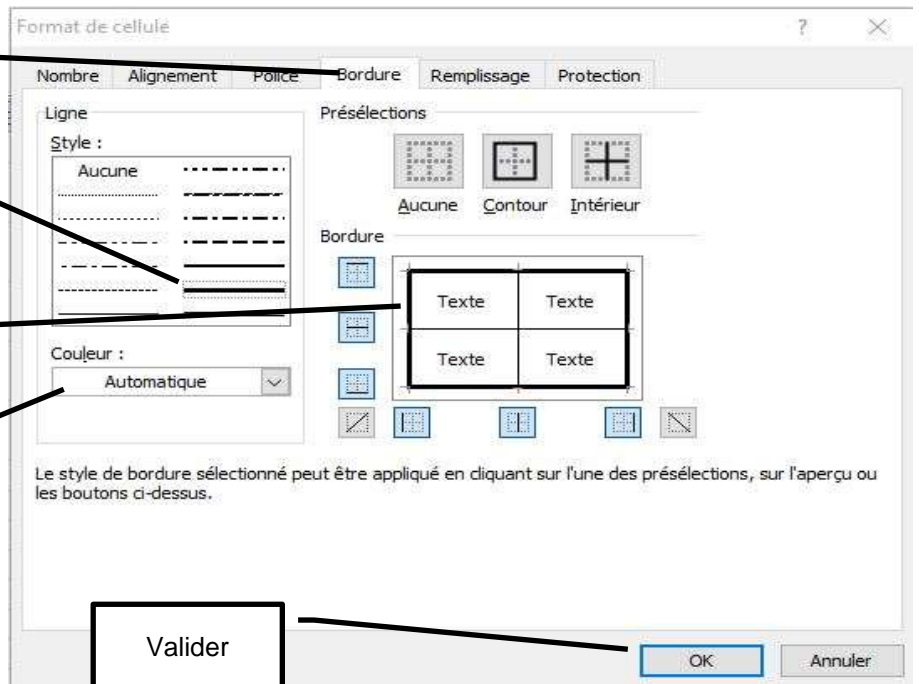 Format de cellule
?
Nombre Alignement Police Bordure Remplissage Protection
Ligne
Style :
Aucune
Couleur :
Automatique
Présélections
Aucune Contour Intérieur
Bordure
Texte Texte
Texte Texte
Le style de bordure sélectionné peut être appliqué en cliquant sur l'une des présélections, sur l'aperçu ou
les boutons ci-dessus.
Valider
OK Annuler